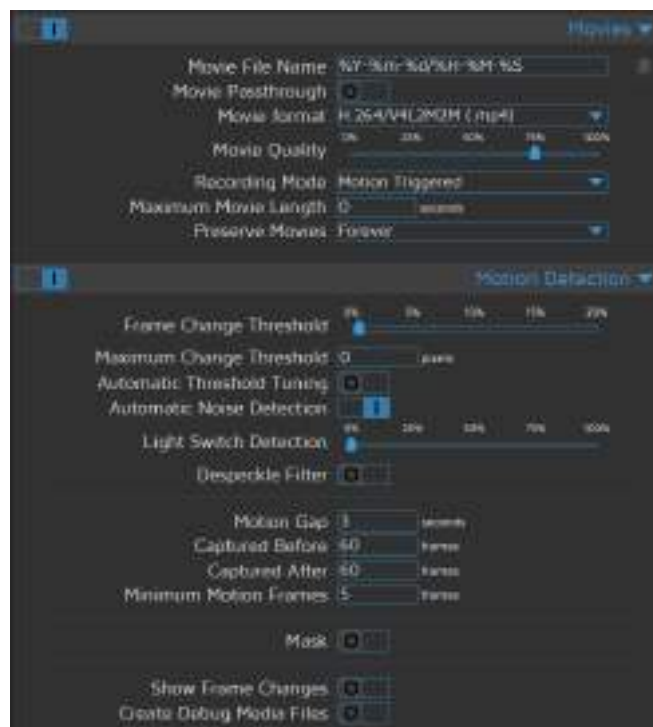 Movies
Movie File Name %Y-%m-%d/%H-%M-%S
Movie Passthrough
Movie format H.264/V4L2M2M (.mp4)
0% 25% 50% 75% 100%
Movie Quality
Recording Mode Motion Triggered
Maximum Movie Length 0 seconds
Preserve Movies Forever
Motion Detection
0% 5% 10% 15% 20%
Frame Change Threshold
Maximum Change Threshold 0 pixels
Automatic Threshold Tuning
Automatic Noise Detection
0% 25% 50% 75% 100%
Light Switch Detection
Despeckle Filter
Motion Gap 3 seconds
Captured Before 60 frames
Captured After 60 frames
Minimum Motion Frames 5 frames
Mask
Show Frame Changes
Create Debug Media Files